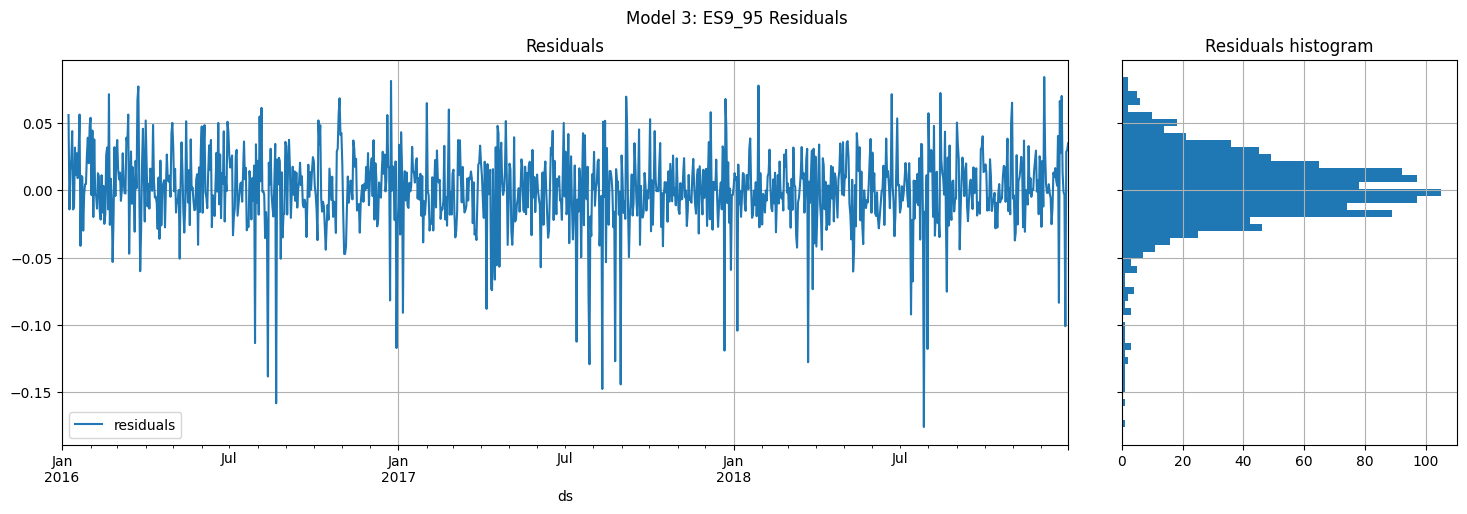 Model 3: ES9_95 Residuals
Residuals
Residuals histogram
0.05
0.00
−0.05
−0.10
−0.15
residuals
Jan
2016
Jul
Jan
2017
Jul
Jan
2018
Jul
ds
0 20 40 60 80 100